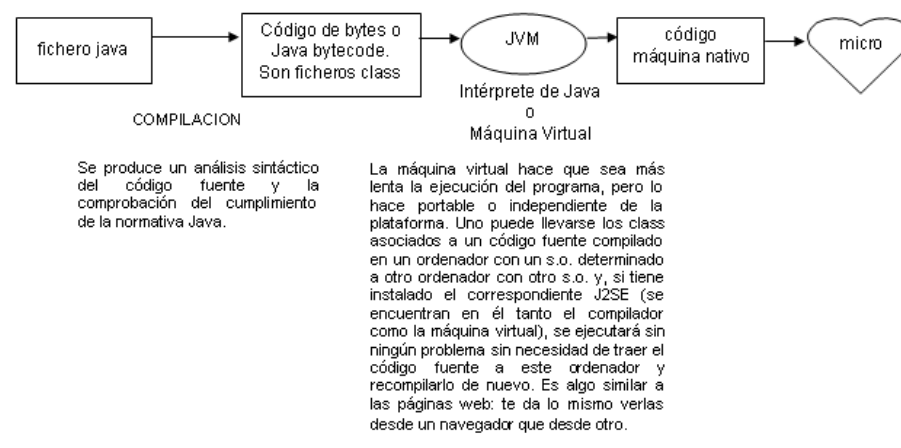 fichero java
Código de bytes o
Java bytecode.
Son ficheros class
JVM
código
máquina nativo
micro
Intérprete de Java
o
Máquina Virtual
COMPILACION
Se produce un análisis sintáctico
del código fuente y la
comprobación del cumplimiento
de la normativa Java.
La máquina virtual hace que sea más
lenta la ejecución del programa, pero lo
hace portable o independiente de la
plataforma. Uno puede llevarse los class
asociados a un código fuente compilado
en un ordenador con un s.o. determinado
a otro ordenador con otro s.o. y, si tiene
instalado el correspondiente J2SE (se
encuentran en él tanto el compilador
como la máquina virtual), se ejecutará sin
ningún problema sin necesidad de traer el
código fuente a este ordenador y
recompilarlo de nuevo. Es algo similar a
las páginas web: te da lo mismo verlas
desde un navegador que desde otro.